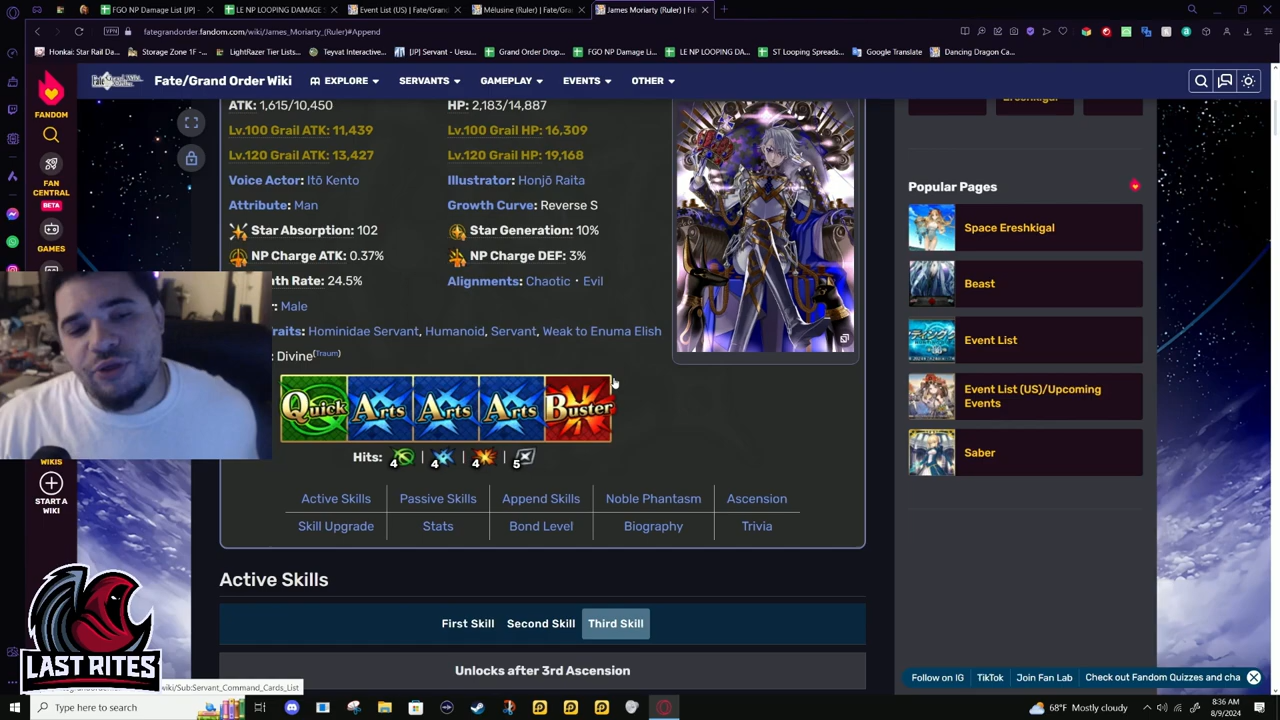 FGO NP Damage List [JP] -
LE NP LOOPING DAMAGE
Event List (US) | Fate/Grand
Mélusine (Ruler) | Fate/Gran
James Moriarty (Ruler) | Fat
VPN
fategrandorder.fandom.com/wiki/James_Moriarty_(Ruler)#Append
Honkai: Star Rail Da...
Storage Zone 1F -...
LightRazer Tier Lists...
Teyvat Interactive...
[JP] Servant - Uesu...
Grand Order Drop...
FGO NP Damage Li...
LE NP LOOPING DA...
ST Looping Spreads...
Google Translate
Dancing Dragon Ca...
Fate/Grand Order Wiki
EXPLORE
SERVANTS
GAMEPLAY
EVENTS
OTHER
FANDOM
FAN CENTRAL
BETA
GAMES
WIKIS
START A WIKI
ATK: 1,615/10,450
HP: 2,183/14,887
Lv.100 Grail ATK: 11,439
Lv.100 Grail HP: 16,309
Lv.120 Grail ATK: 13,427
Lv.120 Grail HP: 19,168
Voice Actor: Itō Kento
Illustrator: Honjō Raita
Attribute: Man
Growth Curve: Reverse S
Star Absorption: 102
Star Generation: 10%
NP Charge ATK: 0.37%
NP Charge DEF: 3%
ath Rate: 24.5%
Alignments: Chaotic・Evil
: Male
raits: Hominidae Servant, Humanoid, Servant, Weak to Enuma Elish
: Divine(Traum)
Quick
Arts
Arts
Arts
Buster
Hits: 4 | 4 | 4 | 5
Active Skills
Passive Skills
Append Skills
Noble Phantasm
Ascension
Skill Upgrade
Stats
Bond Level
Biography
Trivia
Active Skills
First Skill
Second Skill
Third Skill
Unlocks after 3rd Ascension
Ereshkigal
Popular Pages
Space Ereshkigal
Beast
Event List
Event List (US)/Upcoming
Events
Saber
LAST RITES
wiki/Sub:Servant_Command_Cards_List
Follow on IG
TikTok
Join Fan Lab
Check out Fandom Quizzes and cha
Type here to search
68°F Mostly cloudy
8:36 AM
8/9/2024